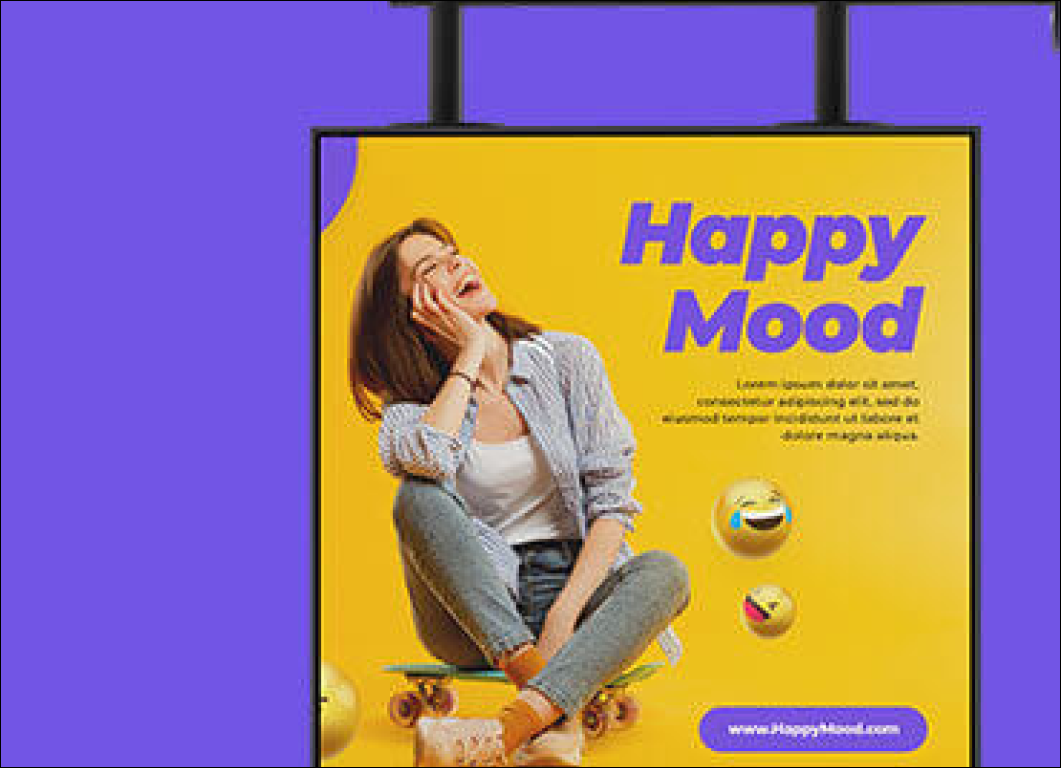 Happy
Mood
Lorem ipsum dolor sit amet,
consectetur adipiscing elit, sed do
eiusmod tempor incididunt ut labore et
dolore magna aliqua.
www.HappyMood.com